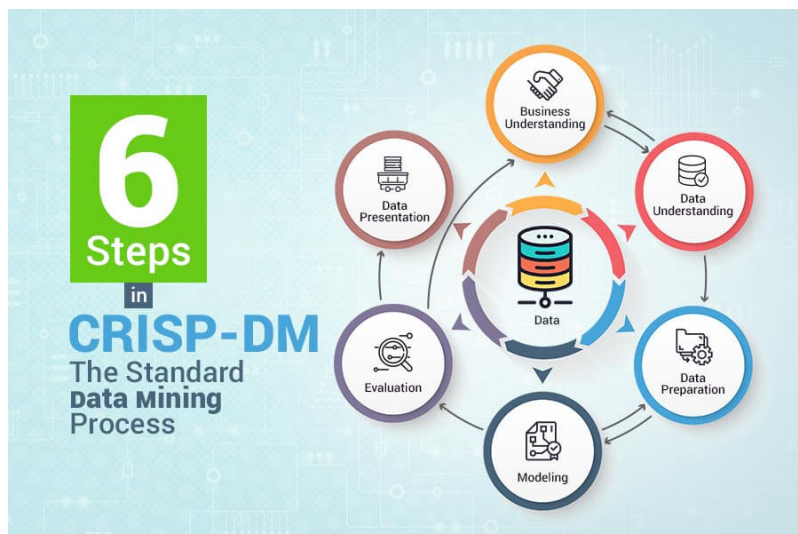 6
Steps
in
CRISP-DM
The Standard
Data Mining
Process
Business
Understanding
Data
Understanding
Data
Preparation
Modeling
Evaluation
Data
Presentation
Data